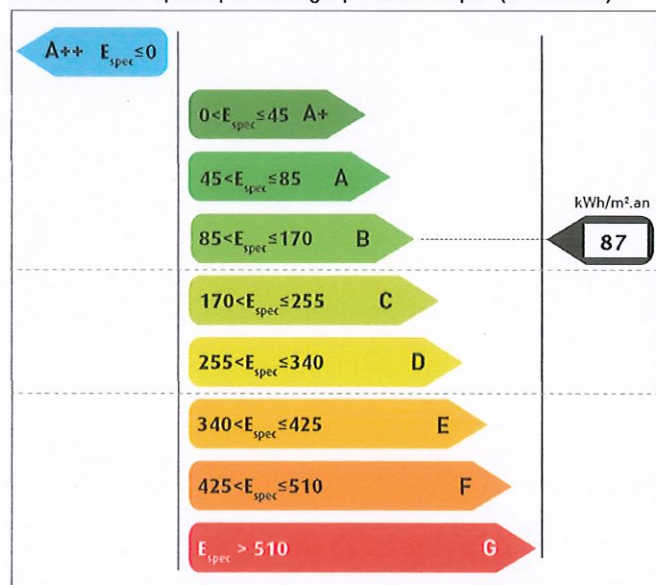 A++ Espec ≤0
0<Espec ≤45 A+
45<Espec ≤85 A
kWh/m².an
85<Espec ≤170 B
87
170<Espec ≤255 C
255<Espec ≤340 D
340<Espec ≤425 E
425<Espec ≤510 F
Espec > 510 G